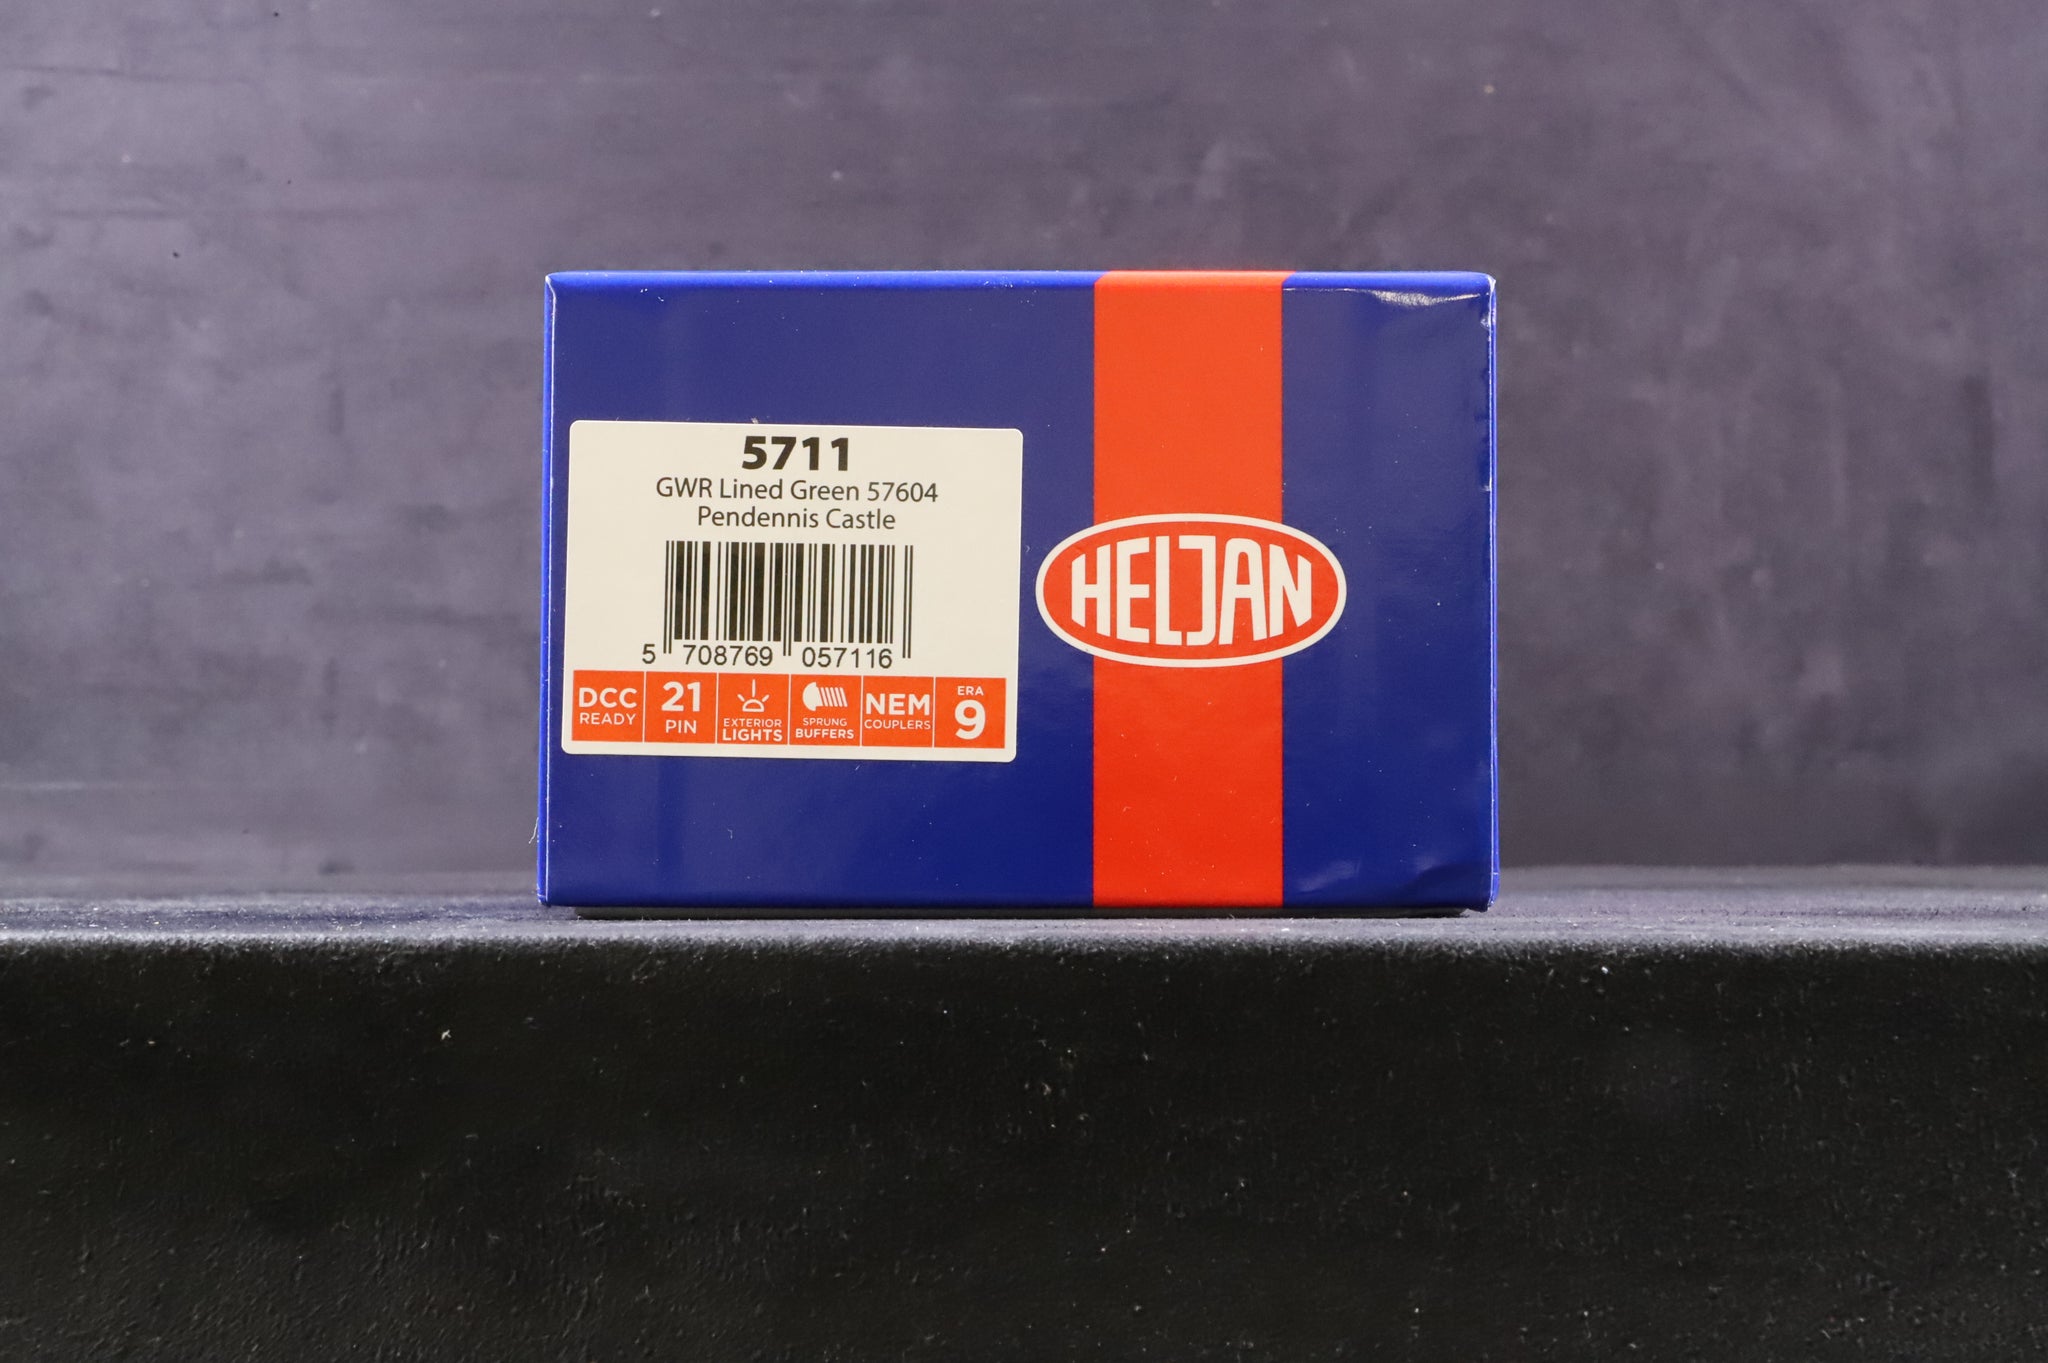 5711
GWR Lined Green 57604
Pendennis Castle
5 708769 057116
DCC
READY
21
PIN
EXTERIOR
LIGHTS
SPRUNG
BUFFERS
NEM
COUPLERS
ERA
9
HELJAN